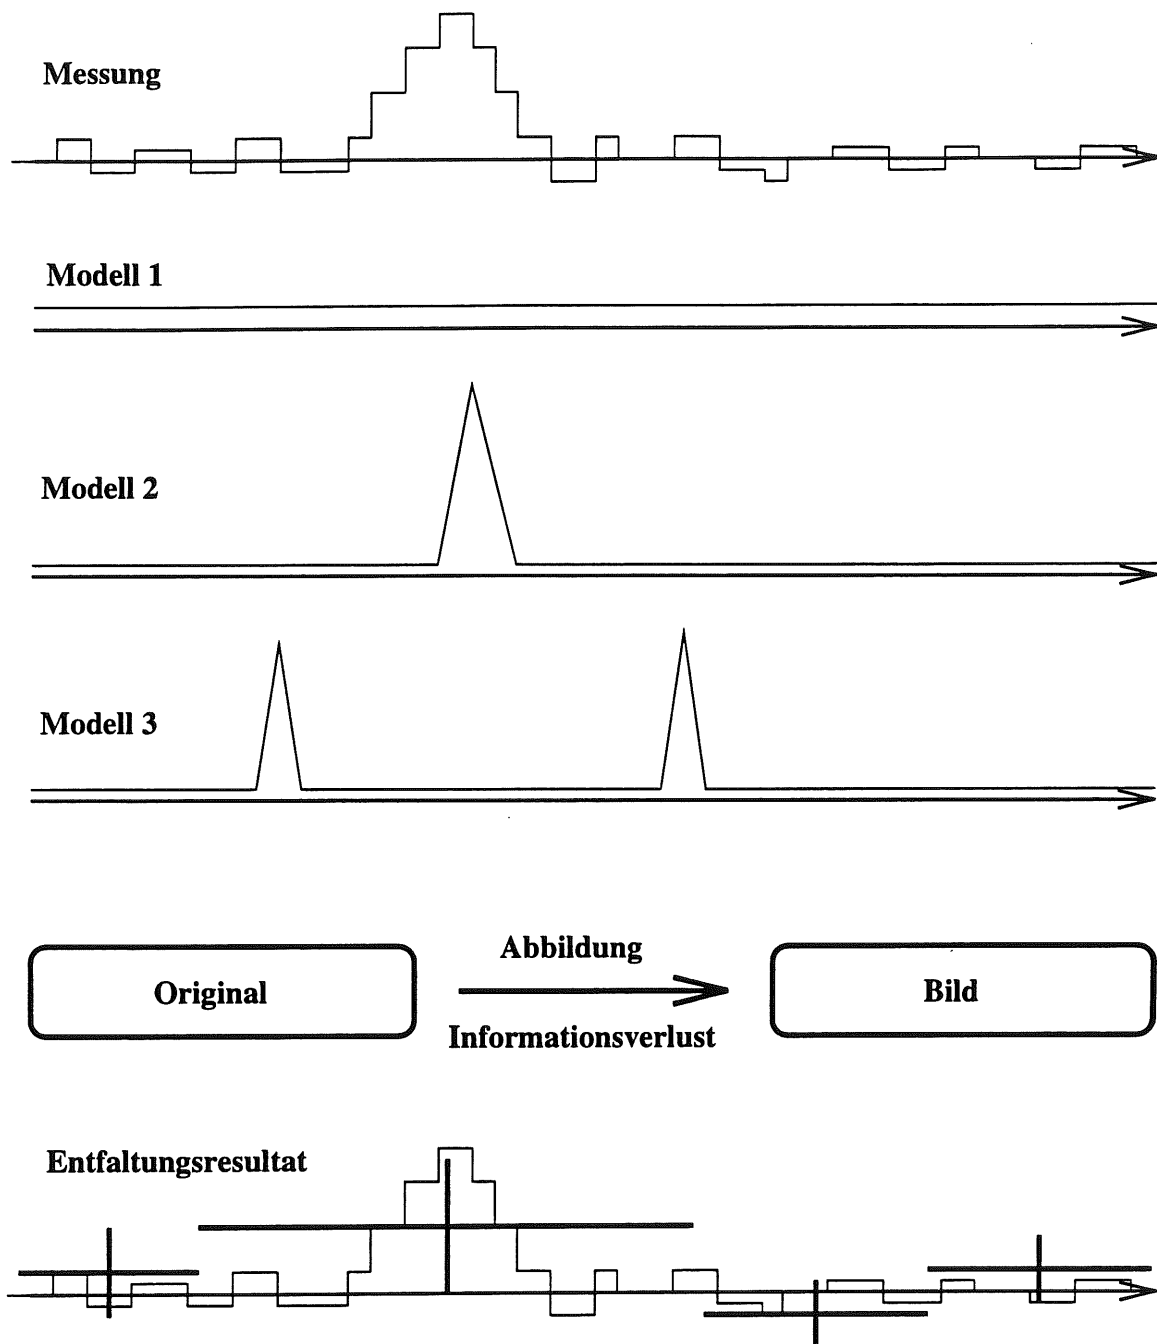 Messung
Modell 1
Modell 2
Modell 3
Original
Abbildung
Informationsverlust
Bild
Entfaltungsresultat